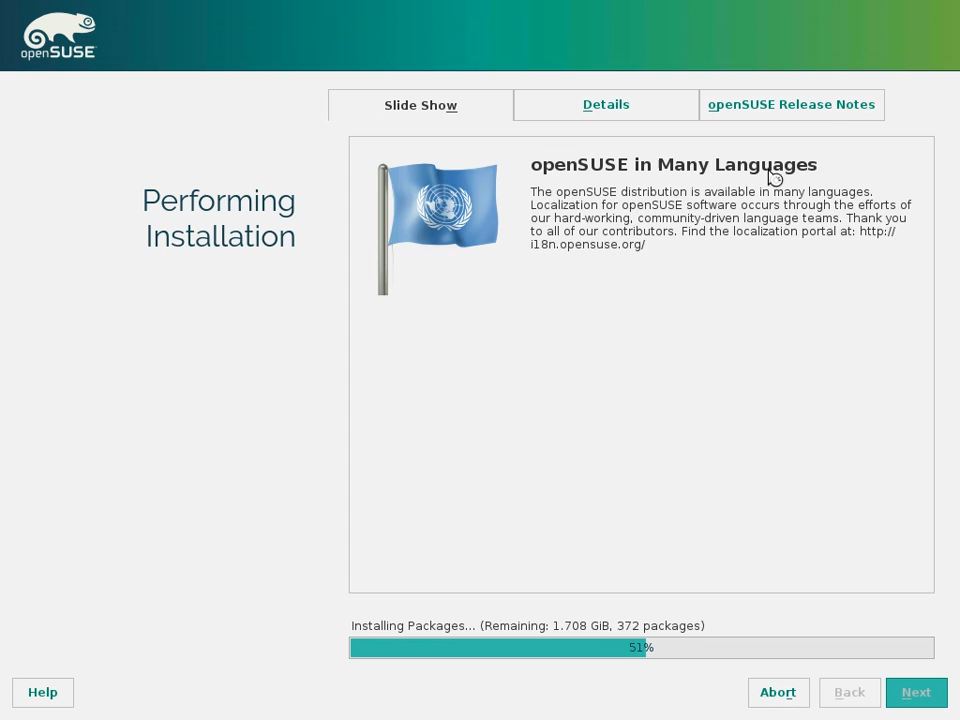 openSUSE
Slide Show
Details
openSUSE Release Notes
Performing
Installation
openSUSE in Many Languages
The openSUSE distribution is available in many languages.
Localization for openSUSE software occurs through the efforts of
our hard-working, community-driven language teams. Thank you
to all of our contributors. Find the localization portal at: http://
i18n.opensuse.org/
Installing Packages... (Remaining: 1.708 GiB, 372 packages)
51%
Help
Abort
Back
Next